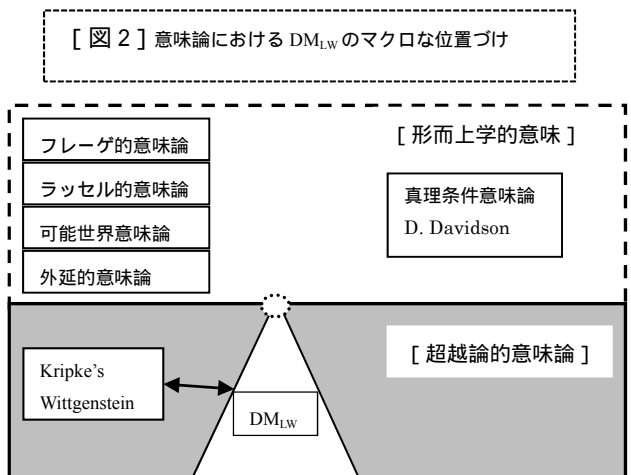 [ 図 2 ] 意味論における DM_LW のマクロな位置づけ
フレーゲ的意味論
ラッセル的意味論
可能世界意味論
外延的意味論
[ 形而上学的意味 ]
真理条件意味論
D. Davidson
[ 超越論的意味論 ]
Kripke's
Wittgenstein
DM_LW